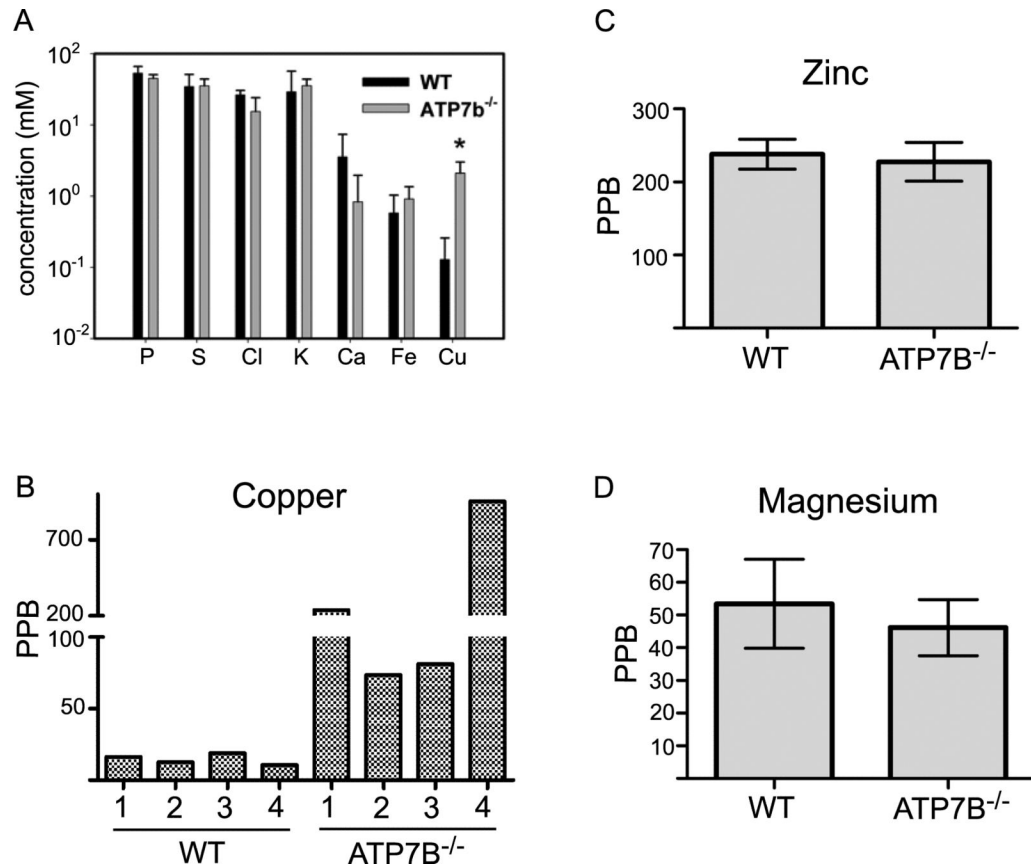 A
concentration (mM)
10²
10¹
10⁰
10⁻¹
10⁻²
WT
ATP7b⁻/⁻
*
P S Cl K Ca Fe Cu
C
Zinc
PPB
300
200
100
WT ATP7B⁻/⁻
B
Copper
PPB
700
200
100
50
1 2 3 4 1 2 3 4
WT ATP7B⁻/⁻
D
Magnesium
PPB
70
60
50
40
30
20
10
WT ATP7B⁻/⁻